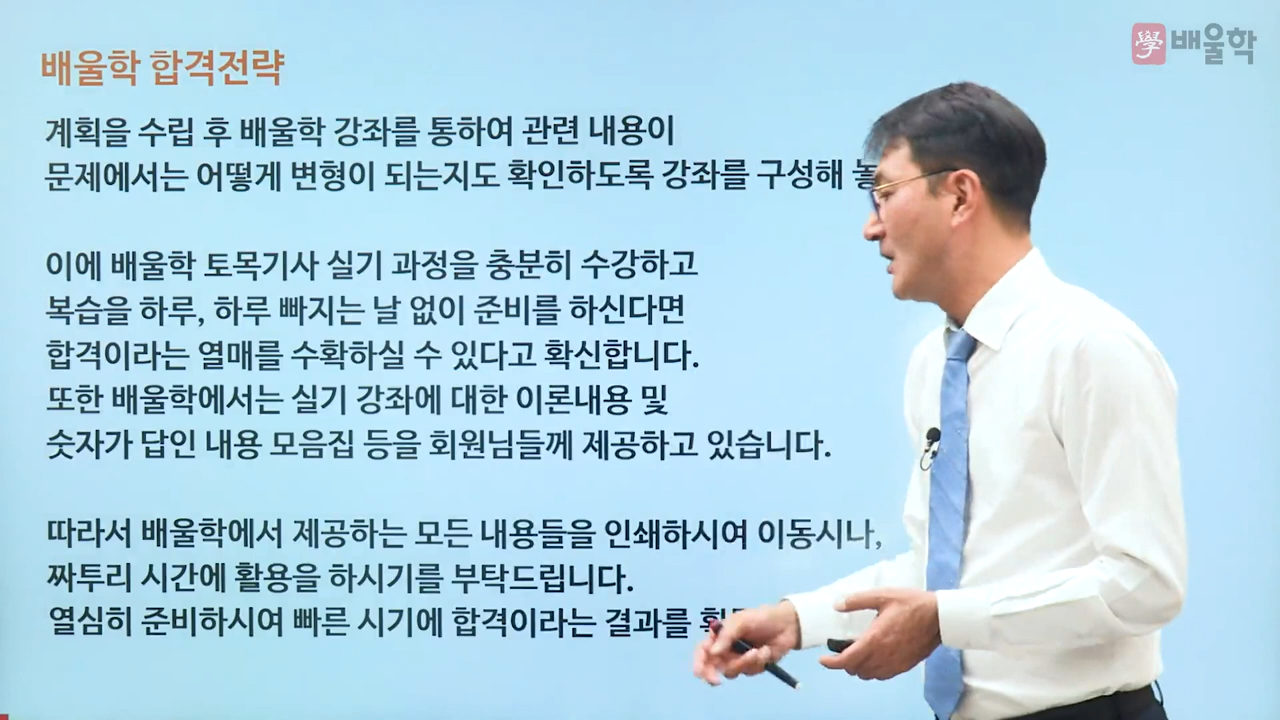 배울학 합격전략
學 배울학
계획을 수립 후 배울학 강좌를 통하여 관련 내용이
문제에서는 어떻게 변형이 되는지도 확인하도록 강좌를 구성해
이에 배울학 토목기사 실기 과정을 충분히 수강하고
복습을 하루, 하루 빠지는 날 없이 준비를 하신다면
합격이라는 열매를 수확하실 수 있다고 확신합니다.
또한 배울학에서는 실기 강좌에 대한 이론내용 및
숫자가 답인 내용 모음집 등을 회원님들께 제공하고 있습니다.
따라서 배울학에서 제공하는 모든 내용들을 인쇄하시여 이동시나,
짜투리 시간에 활용을 하시기를 부탁드립니다.
열심히 준비하시여 빠른 시기에 합격이라는 결과를